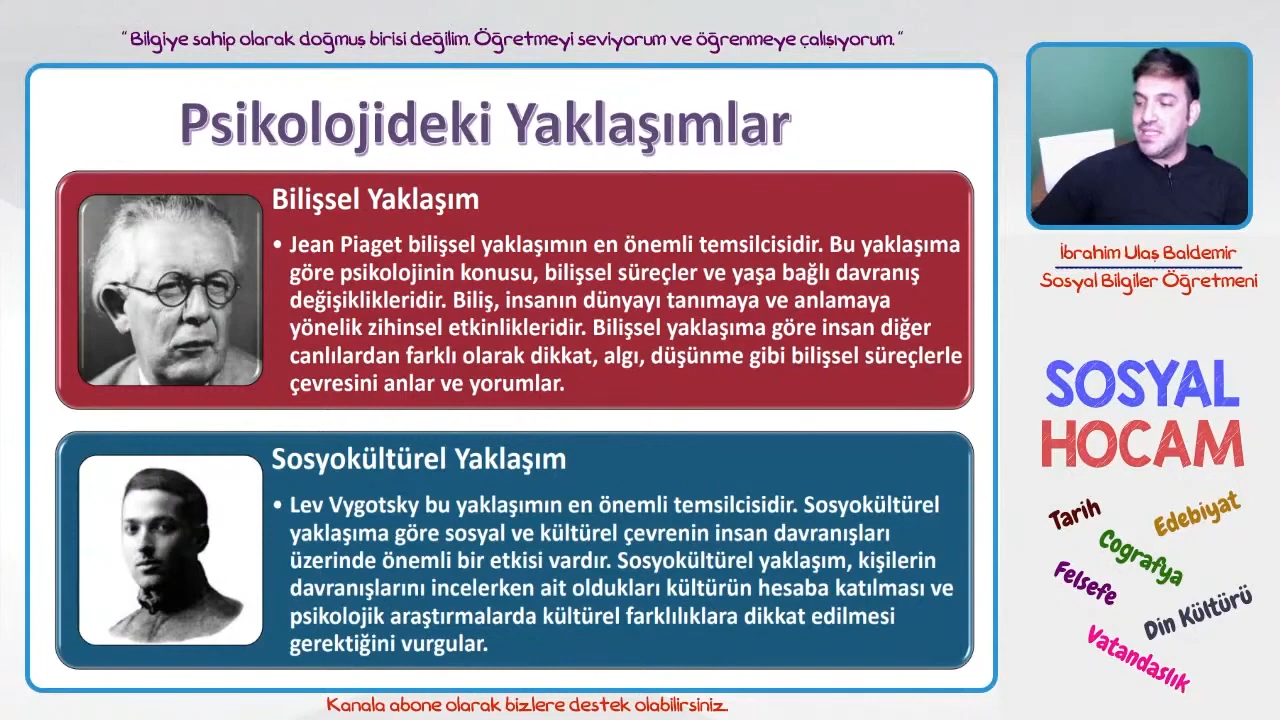 "Bilgiye sahip olarak doğmuş birisi değilim. Öğretmeyi seviyorum ve öğrenmeye çalışıyorum."
Psikolojideki Yaklaşımlar
Bilişsel Yaklaşım
• Jean Piaget bilişsel yaklaşımın en önemli temsilcisidir. Bu yaklaşıma
göre psikolojinin konusu, bilişsel süreçler ve yaşa bağlı davranış
değişiklikleridir. Biliş, insanın dünyayı tanımaya ve anlamaya
yönelik zihinsel etkinlikleridir. Bilişsel yaklaşıma göre insan diğer
canlılardan farklı olarak dikkat, algı, düşünme gibi bilişsel süreçlerle
çevresini anlar ve yorumlar.
Sosyokültürel Yaklaşım
• Lev Vygotsky bu yaklaşımın en önemli temsilcisidir. Sosyokültürel
yaklaşıma göre sosyal ve kültürel çevrenin insan davranışları
üzerinde önemli bir etkisi vardır. Sosyokültürel yaklaşım, kişilerin
davranışlarını incelerken ait oldukları kültürün hesaba katılması ve
psikolojik araştırmalarda kültürel farklılıklara dikkat edilmesi
gerektiğini vurgular.
Kanala abone olarak bizlere destek olabilirsiniz.
İbrahim Ulaş Baldemir
Sosyal Bilgiler Öğretmeni
SOSYAL
HOCAM
Tarih
Edebiyat
Coğrafya
Felsefe
Din Kültürü
Vatandaslık